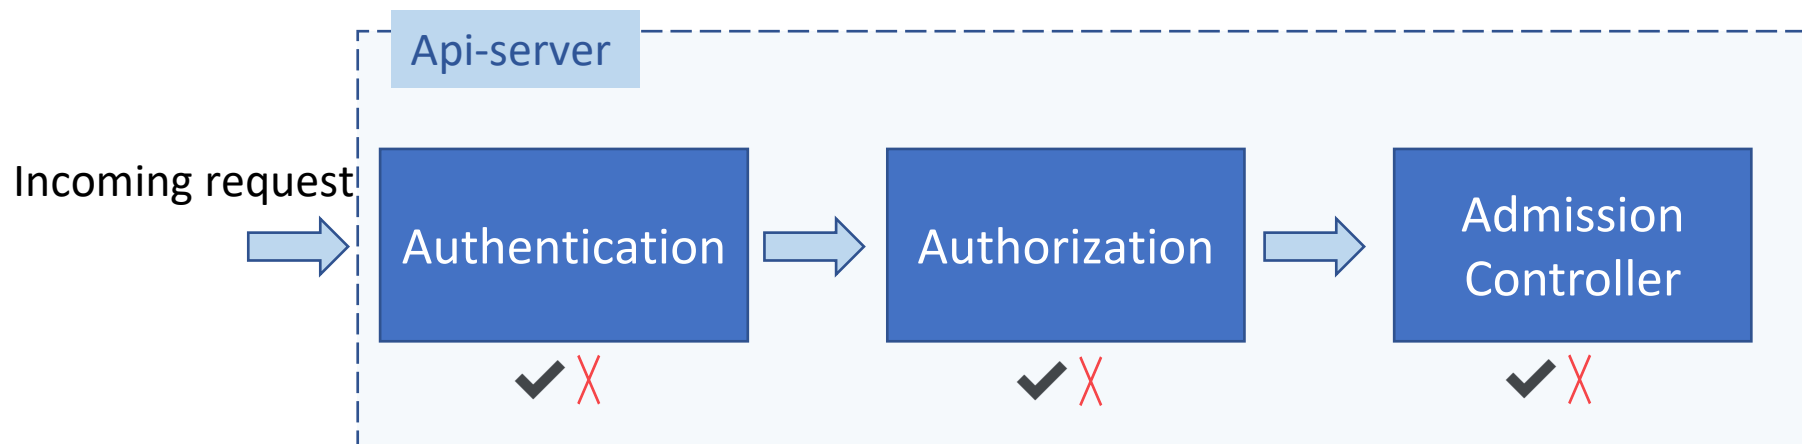 Api-server
Incoming request
Authentication
Authorization
Admission
Controller